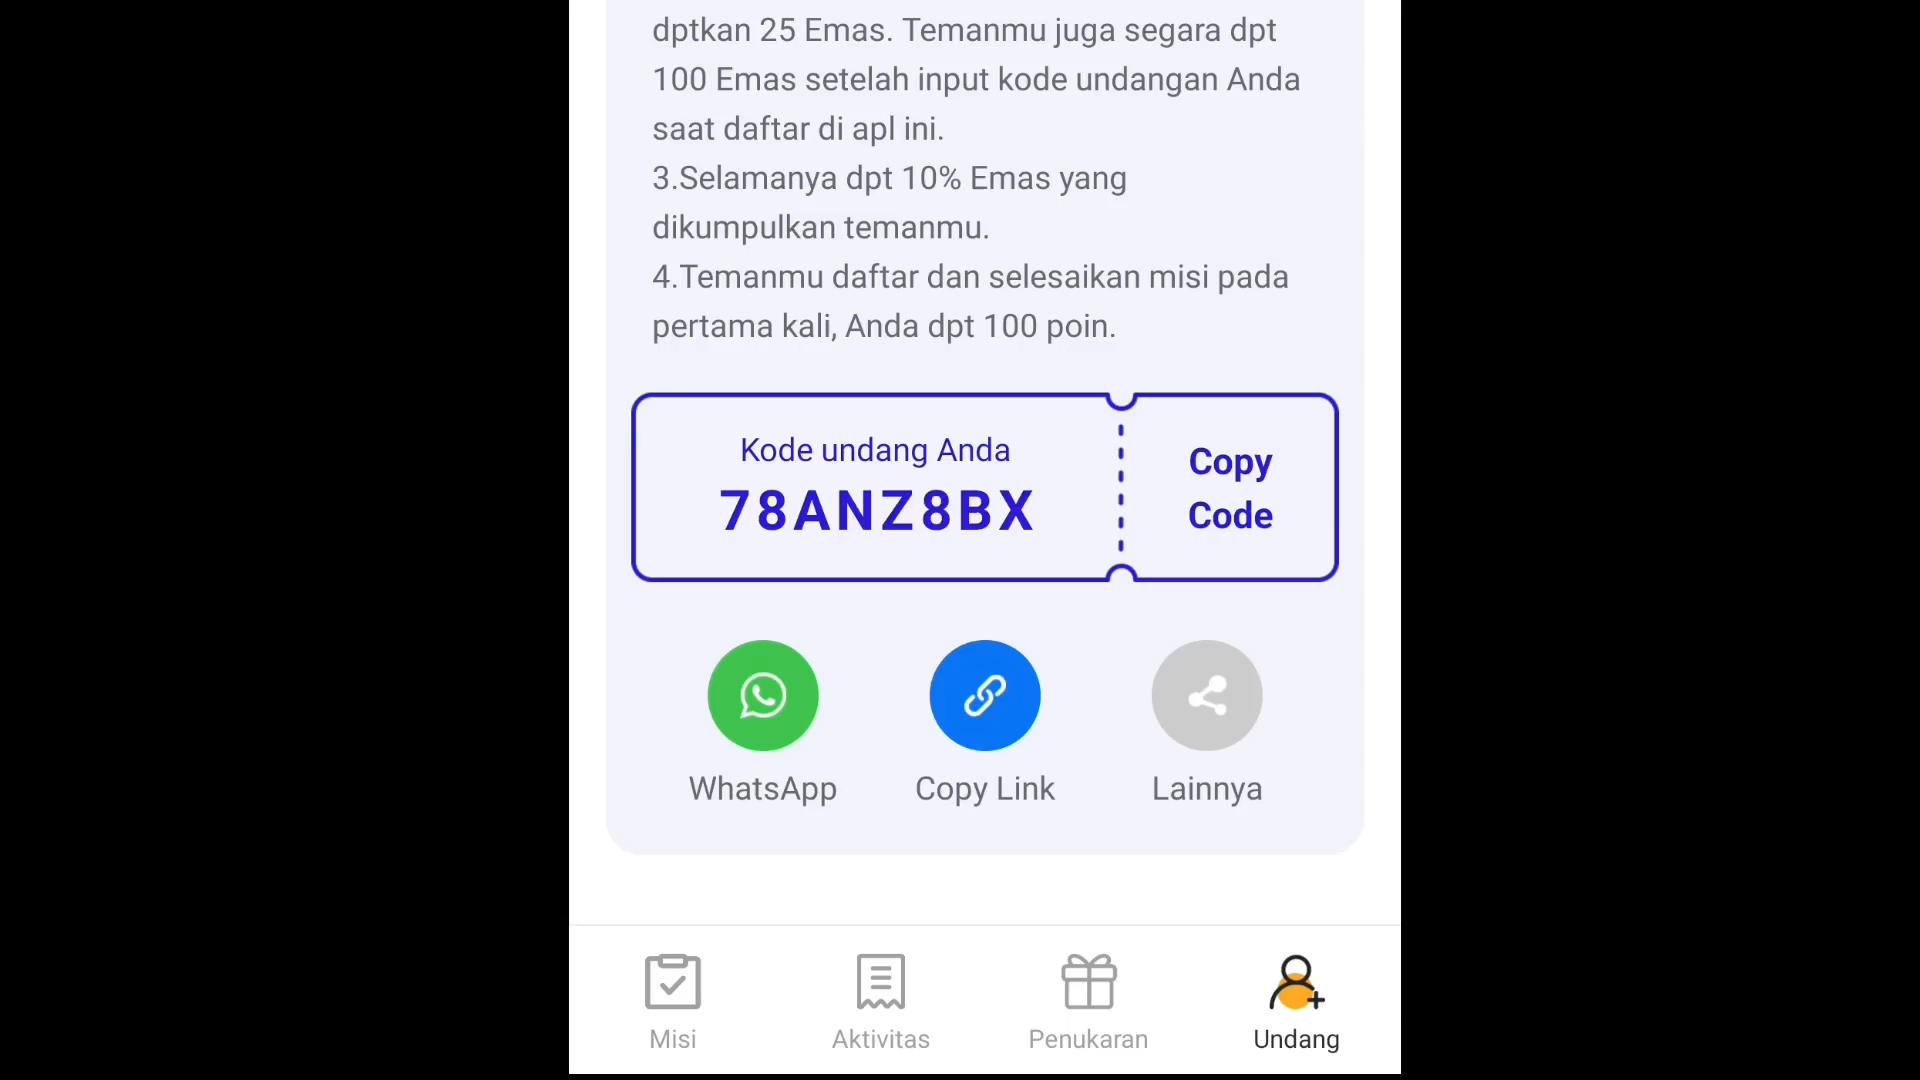 dptkan 25 Emas. Temanmu juga segara dpt
100 Emas setelah input kode undangan Anda
saat daftar di apl ini.
3.Selamanya dpt 10% Emas yang
dikumpulkan temanmu.
4.Temanmu daftar dan selesaikan misi pada
pertama kali, Anda dpt 100 poin.
Kode undang Anda
78ANZ8BX
Copy
Code
WhatsApp
Copy Link
Lainnya
Misi
Aktivitas
Penukaran
Undang